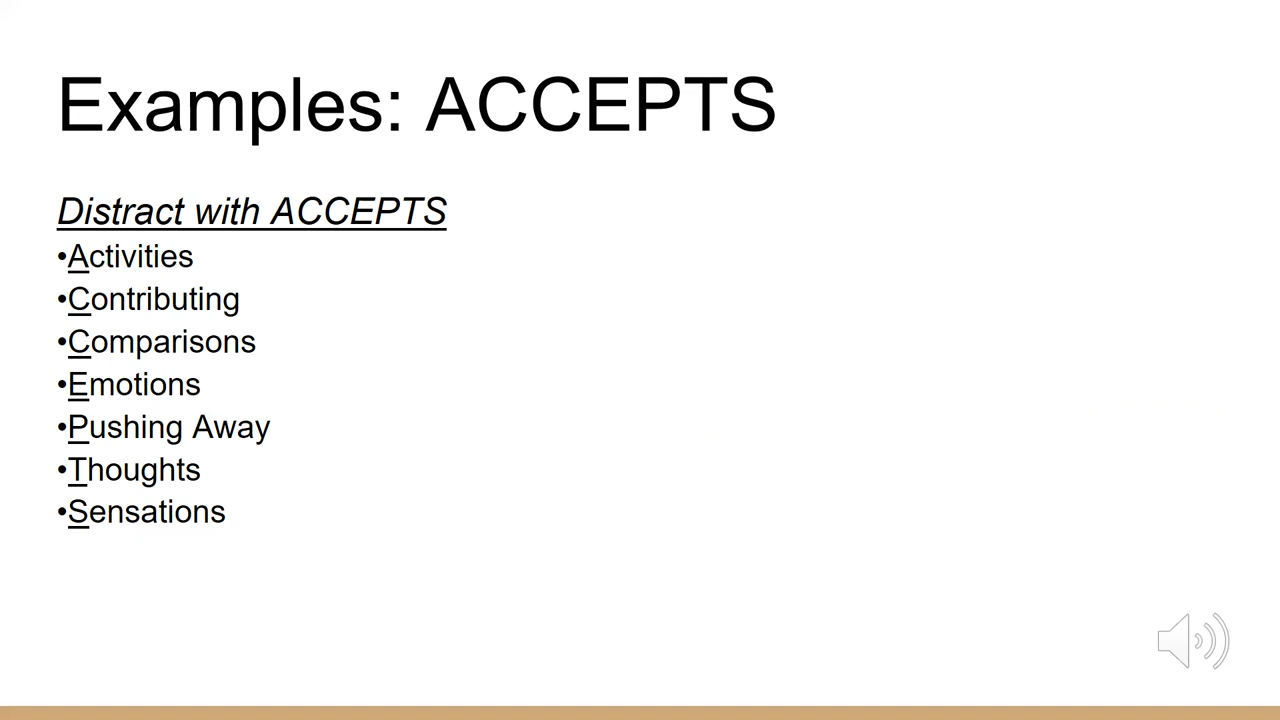 Examples: ACCEPTS
Distract with ACCEPTS
•Activities
•Contributing
•Comparisons
•Emotions
•Pushing Away
•Thoughts
•Sensations